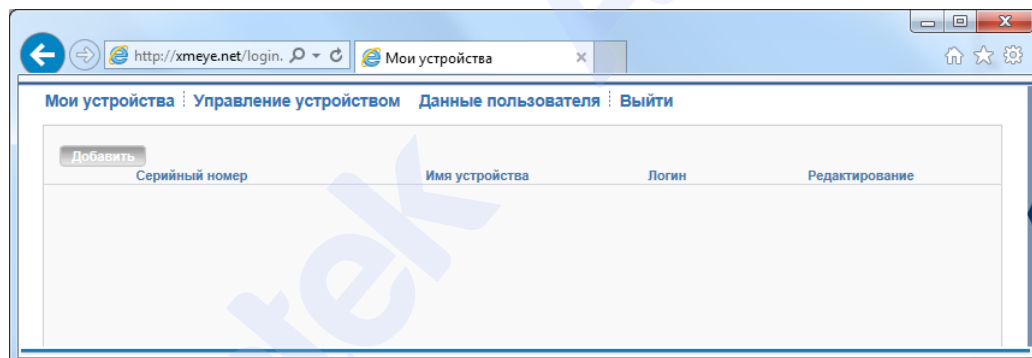 http://xmeye.net/login. Мои устройства
Мои устройства Управление устройством Данные пользователя Выйти
Добавить
Серийный номер Имя устройства Логин Редактирование